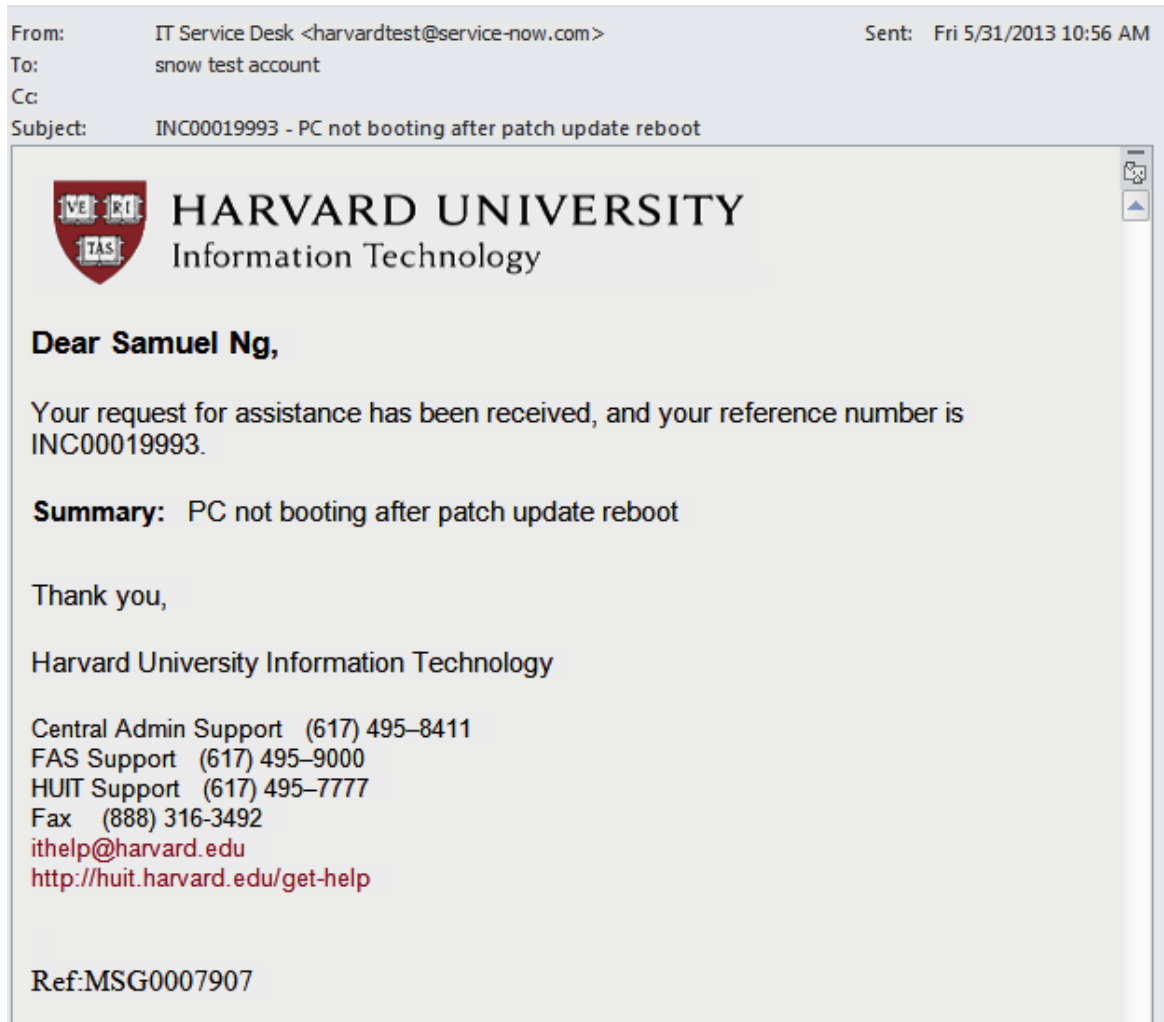 From: IT Service Desk <harvardtest@service-now.com> Sent: Fri 5/31/2013 10:56 AM
To: snow test account
Cc:
Subject: INC00019993 - PC not booting after patch update reboot
VE RI
TAS
HARVARD UNIVERSITY
Information Technology
Dear Samuel Ng,
Your request for assistance has been received, and your reference number is
INC00019993.
Summary: PC not booting after patch update reboot
Thank you,
Harvard University Information Technology
Central Admin Support (617) 495–8411
FAS Support (617) 495–9000
HUIT Support (617) 495–7777
Fax (888) 316-3492
ithelp@harvard.edu
http://huit.harvard.edu/get-help
Ref:MSG0007907